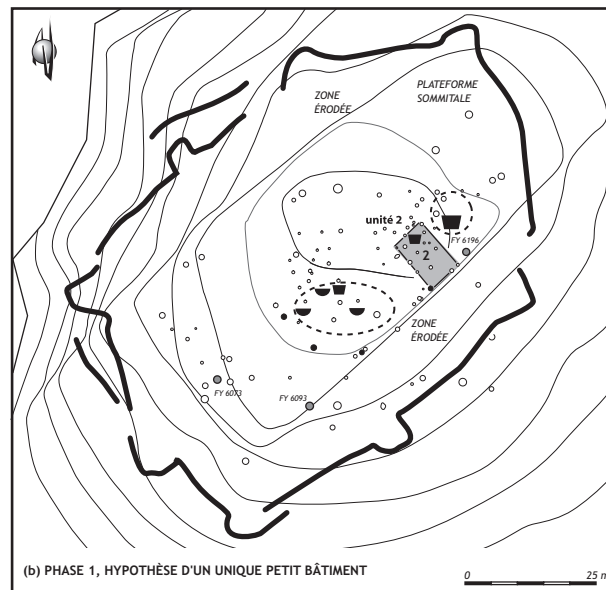 ZONE
ÉRODÉE
PLATEFORME
SOMMITALE
unité 2
FY 6196
2
ZONE
ÉRODÉE
FY 6073
FY 6093
(b) PHASE 1, HYPOTHÈSE D'UN UNIQUE PETIT BÂTIMENT
0
25 m